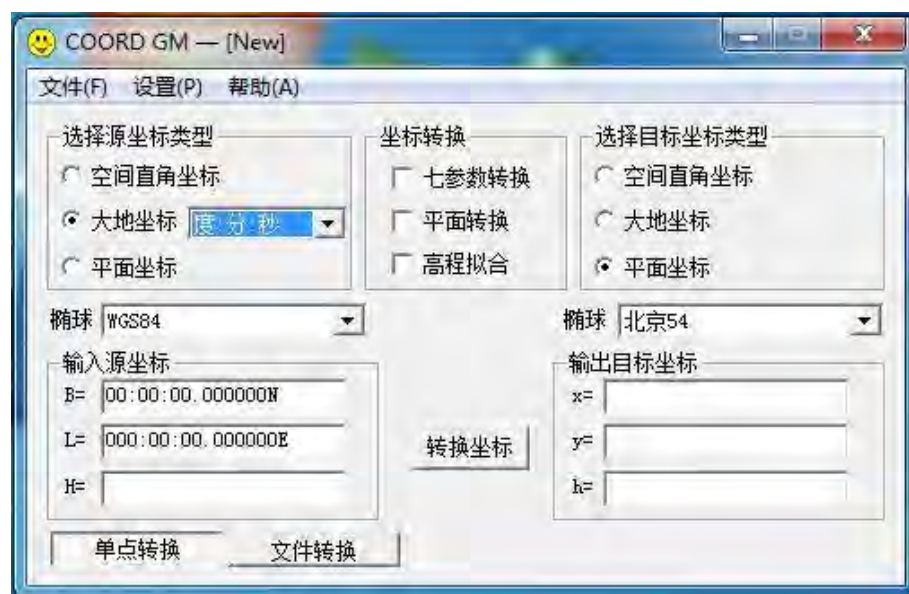 COORD GM — [New]
文件(F) 设置(P) 帮助(A)
选择源坐标类型 坐标转换 选择目标坐标类型
空间直角坐标 七参数转换 空间直角坐标
大地坐标 度:分:秒 平面转换 大地坐标
平面坐标 高程拟合 平面坐标
椭球 WGS84 椭球 北京54
输入源坐标 输出目标坐标
B= 00:00:00.000000N x=
L= 000:00:00.000000E 转换坐标 y=
H= h=
单点转换 文件转换